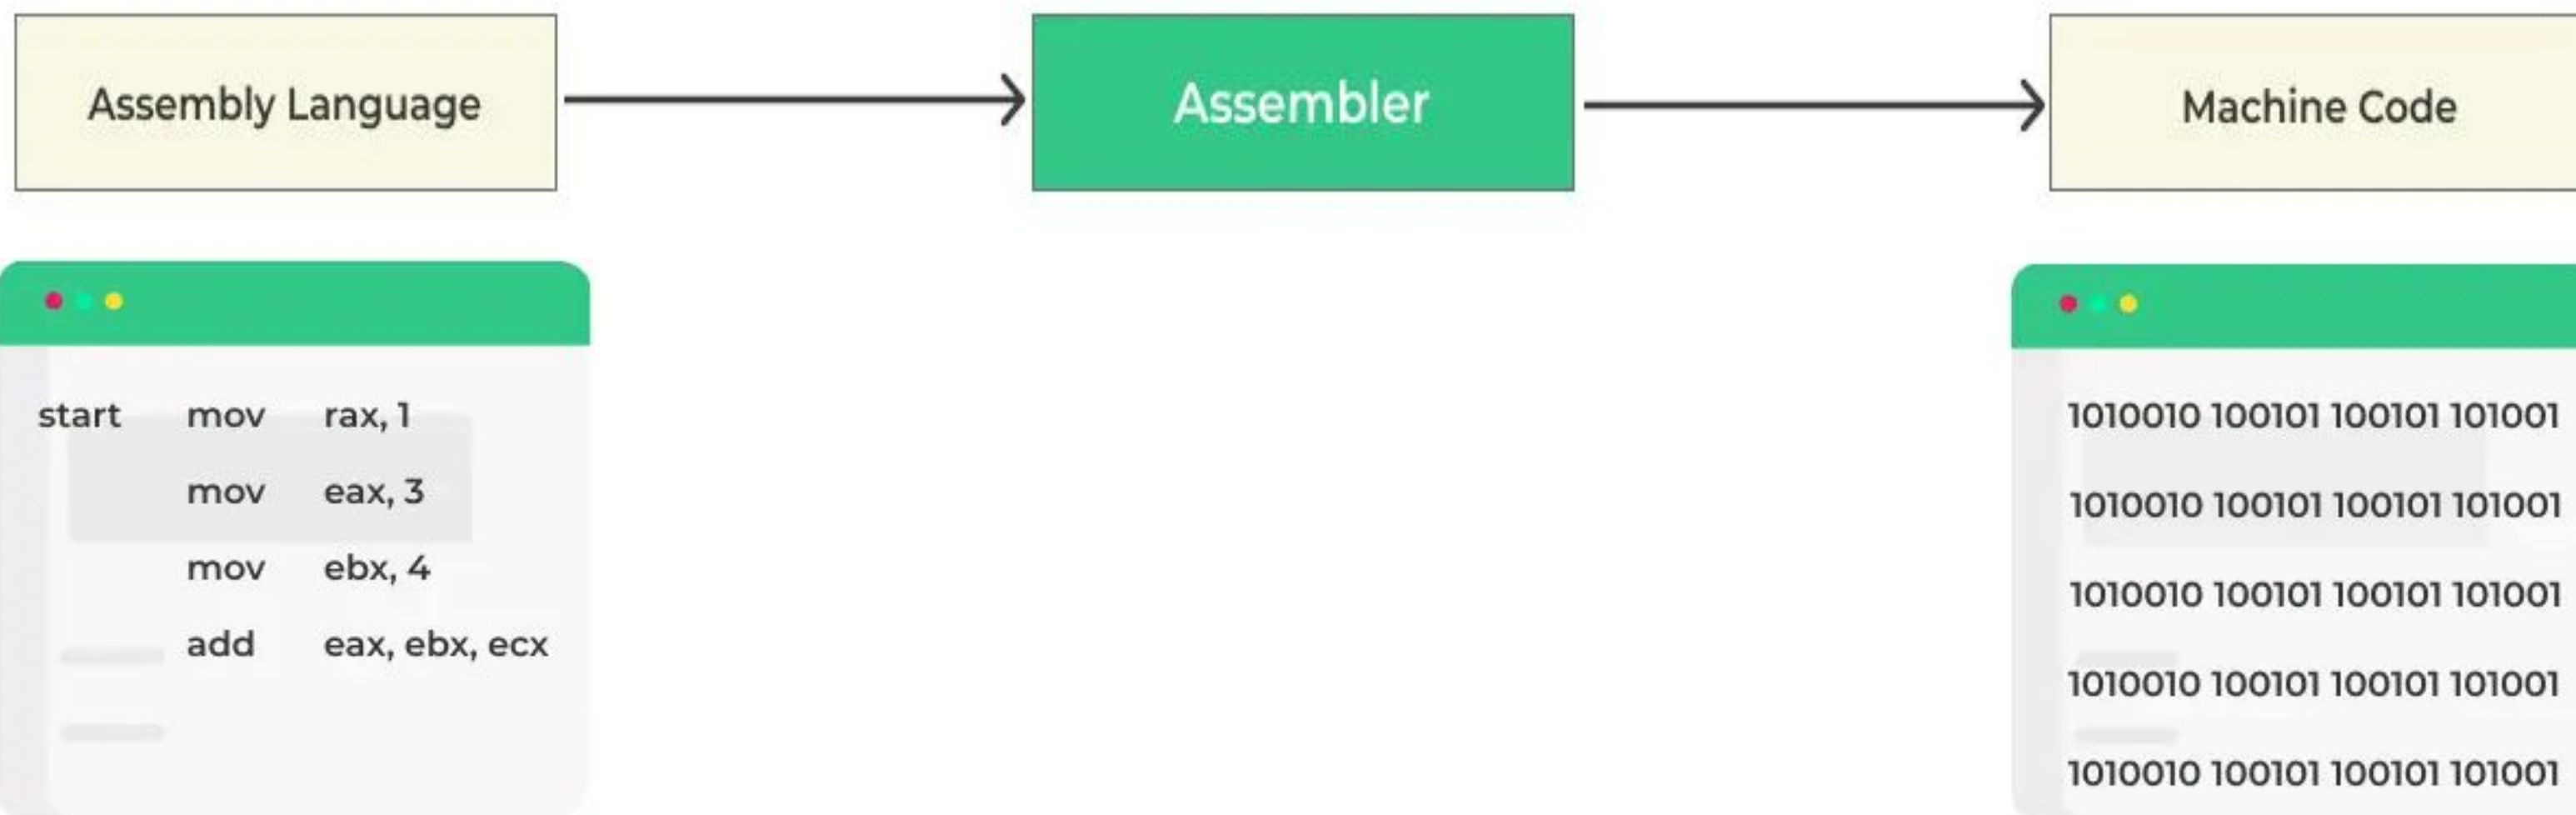 Assembly Language
Assembler
Machine Code
start mov rax, 1
mov eax, 3
mov ebx, 4
add eax, ebx, ecx
1010010 100101 100101 101001
1010010 100101 100101 101001
1010010 100101 100101 101001
1010010 100101 100101 101001
1010010 100101 100101 101001